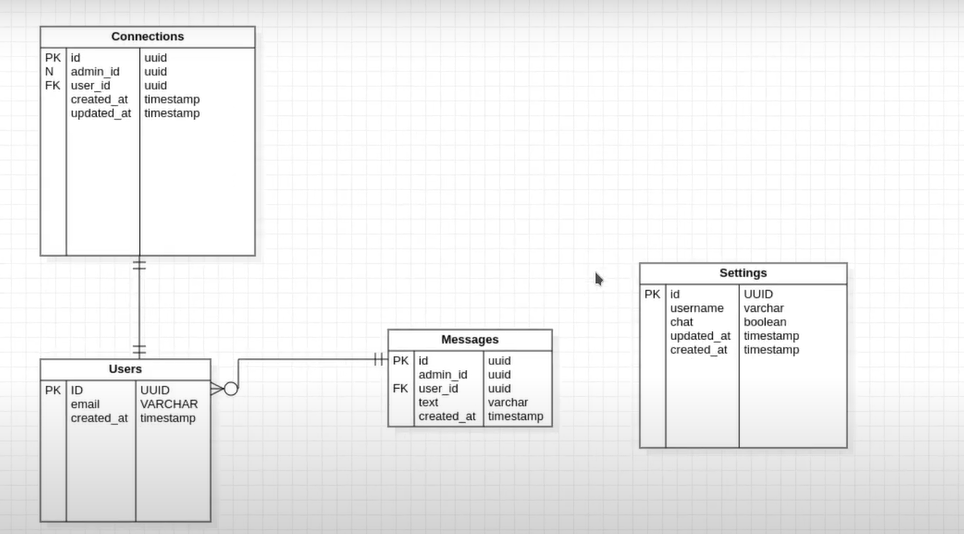 Connections
PK id uuid
N admin_id uuid
FK user_id uuid
created_at timestamp
updated_at timestamp
Settings
PK id UUID
username varchar
chat boolean
updated_at timestamp
created_at timestamp
Messages
PK id uuid
admin_id uuid
FK user_id uuid
text varchar
created_at timestamp
Users
PK ID UUID
email VARCHAR
created_at timestamp